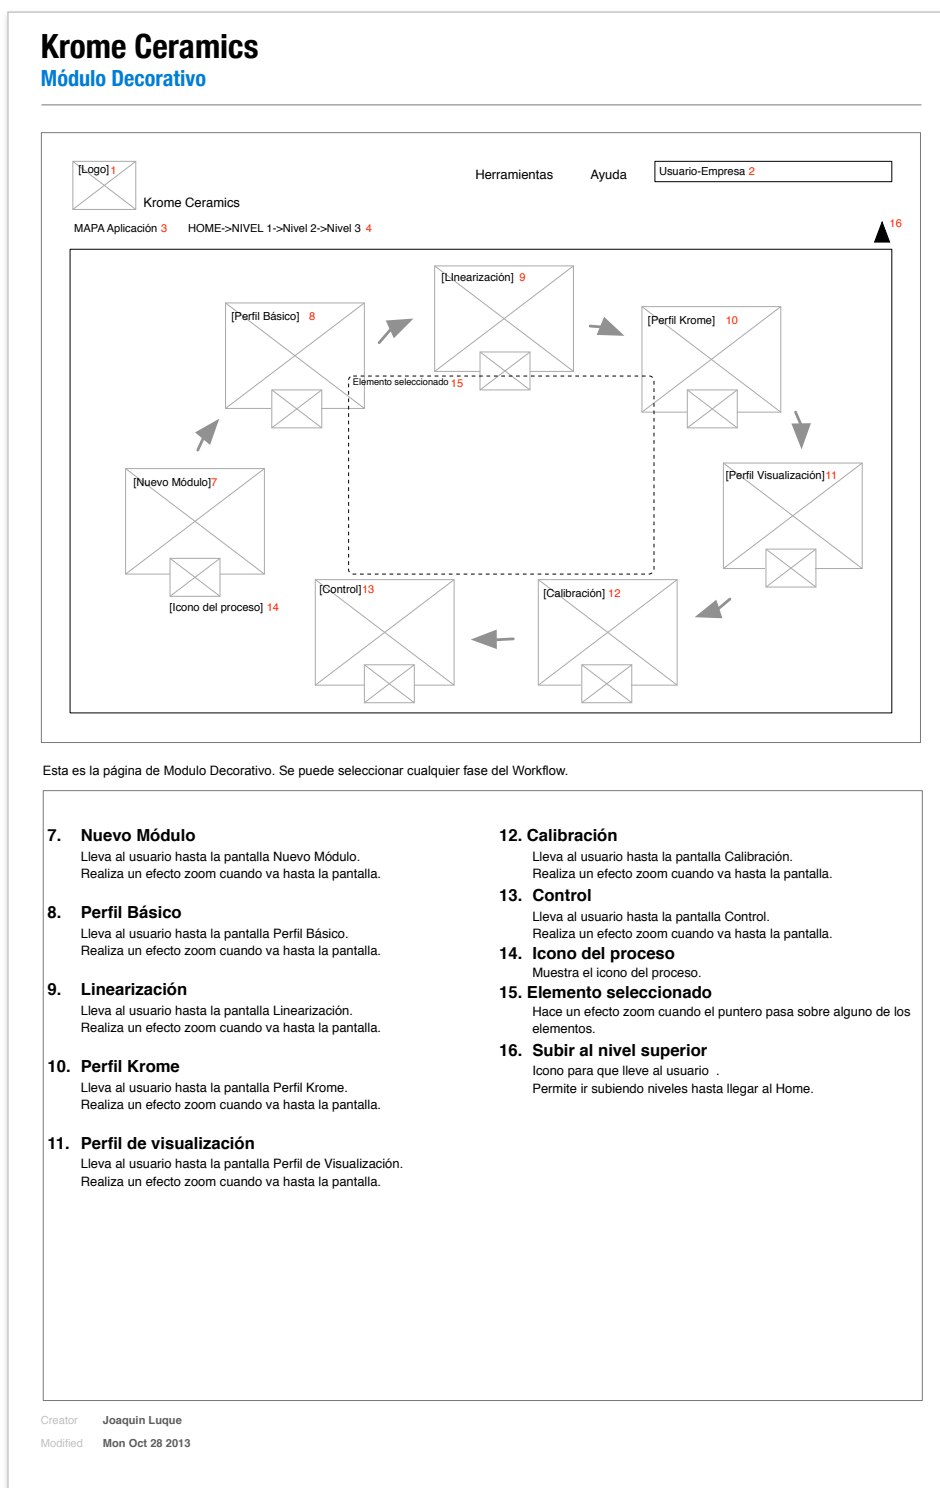 Krome Ceramics
Módulo Decorativo
[Logo] 1
Herramientas
Ayuda
Usuario-Empresa 2
Krome Ceramics
MAPA Aplicación 3
HOME->NIVEL 1->Nivel 2->Nivel 3 4
16
[LInearización] 9
[Perfil Básico] 8
[Perfil Krome] 10
Elemento seleccionado 15
[Nuevo Módulo]7
[Perfil Visualización]11
[Control]13
[Calibración] 12
[Icono del proceso] 14
Esta es la página de Modulo Decorativo. Se puede seleccionar cualquier fase del Workflow.
7. Nuevo Módulo
Lleva al usuario hasta la pantalla Nuevo Módulo.
Realiza un efecto zoom cuando va hasta la pantalla.
8. Perfil Básico
Lleva al usuario hasta la pantalla Perfil Básico.
Realiza un efecto zoom cuando va hasta la pantalla.
9. Linearización
Lleva al usuario hasta la pantalla Linearización.
Realiza un efecto zoom cuando va hasta la pantalla.
10. Perfil Krome
Lleva al usuario hasta la pantalla Perfil Krome.
Realiza un efecto zoom cuando va hasta la pantalla.
11. Perfil de visualización
Lleva al usuario hasta la pantalla Perfil de Visualización.
Realiza un efecto zoom cuando va hasta la pantalla.
12. Calibración
Lleva al usuario hasta la pantalla Calibración.
Realiza un efecto zoom cuando va hasta la pantalla.
13. Control
Lleva al usuario hasta la pantalla Control.
Realiza un efecto zoom cuando va hasta la pantalla.
14. Icono del proceso
Muestra el icono del proceso.
15. Elemento seleccionado
Hace un efecto zoom cuando el puntero pasa sobre alguno de los
elementos.
16. Subir al nivel superior
Icono para que lleve al usuario .
Permite ir subiendo niveles hasta llegar al Home.
Creator Joaquin Luque
Modified Mon Oct 28 2013